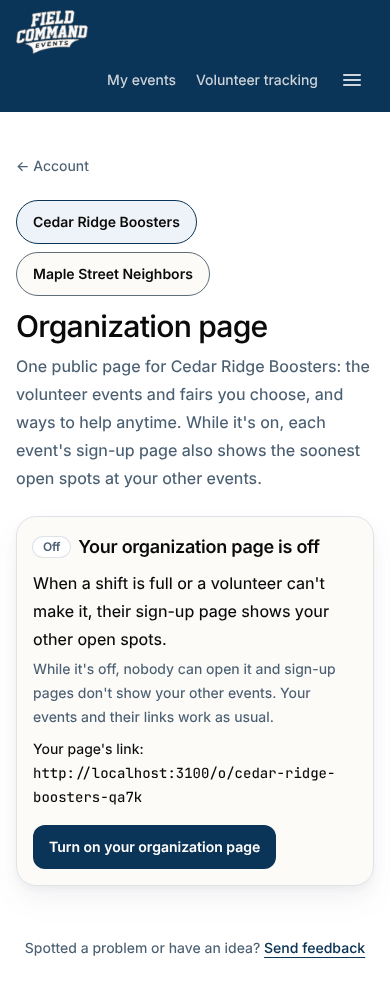 FIELD
COMMAND
EVENTS
My events Volunteer tracking
← Account
Cedar Ridge Boosters
Maple Street Neighbors
Organization page
One public page for Cedar Ridge Boosters: the
volunteer events and fairs you choose, and
ways to help anytime. While it's on, each
event's sign-up page also shows the soonest
open spots at your other events.
Off Your organization page is off
When a shift is full or a volunteer can't
make it, their sign-up page shows your
other open spots.
While it's off, nobody can open it and sign-up
pages don't show your other events. Your
events and their links work as usual.
Your page's link:
http://localhost:3100/o/cedar-ridge-
boosters-qa7k
Turn on your organization page
Spotted a problem or have an idea? Send feedback